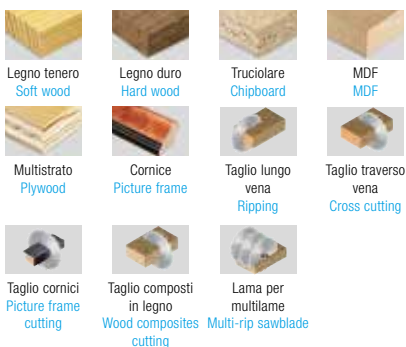 Legno tenero
Soft wood
Legno duro
Hard wood
Truciolare
Chipboard
MDF
MDF
Multistrato
Plywood
Cornice
Picture frame
Taglio lungo
vena
Ripping
Taglio traverso
vena
Cross cutting
Taglio cornici
Picture frame
cutting
Taglio composti
in legno
Wood composites
cutting
Lama per
multilame
Multi-rip sawblade